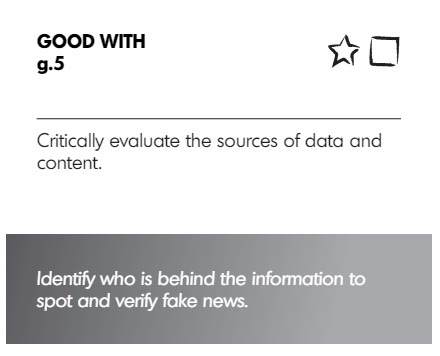 GOOD WITH
g.5
Critically evaluate the sources of data and
content.
Identify who is behind the information to
spot and verify fake news.